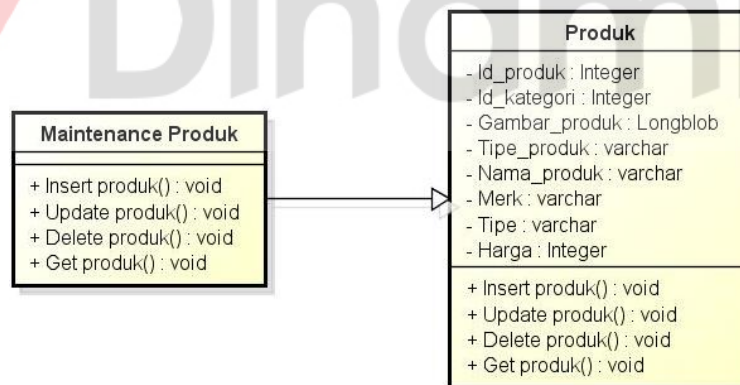 Dinami
Maintenance Produk
+ Insert produk() : void
+ Update produk() : void
+ Delete produk() : void
+ Get produk() : void
Produk
- Id_produk : Integer
- Id_kategori : Integer
- Gambar_produk : Longblob
- Tipe_produk : varchar
- Nama_produk : varchar
- Merk : varchar
- Tipe : varchar
- Harga : Integer
+ Insert produk() : void
+ Update produk() : void
+ Delete produk() : void
+ Get produk() : void